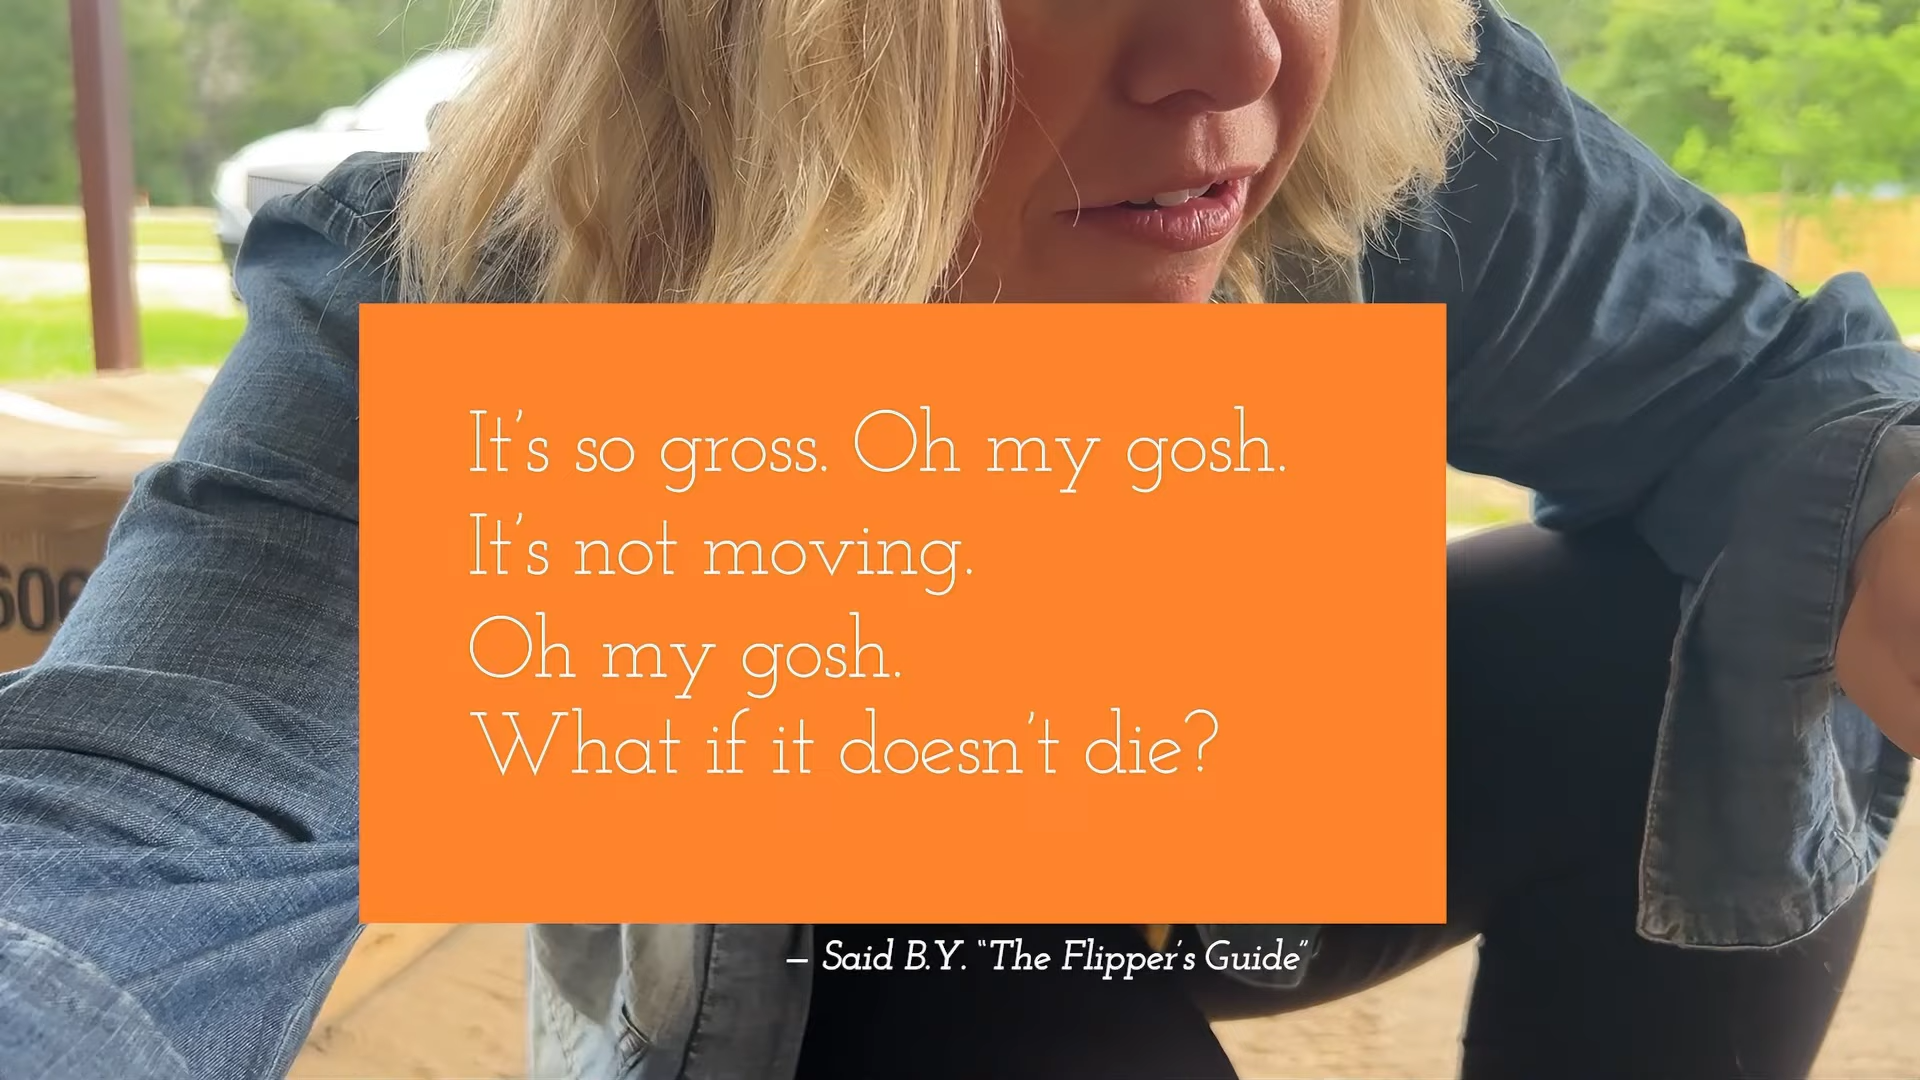 It's so gross. Oh my gosh.
It's not moving.
Oh my gosh.
What if it doesn't die?
– Said B.Y. “The Flipper's Guide”
606